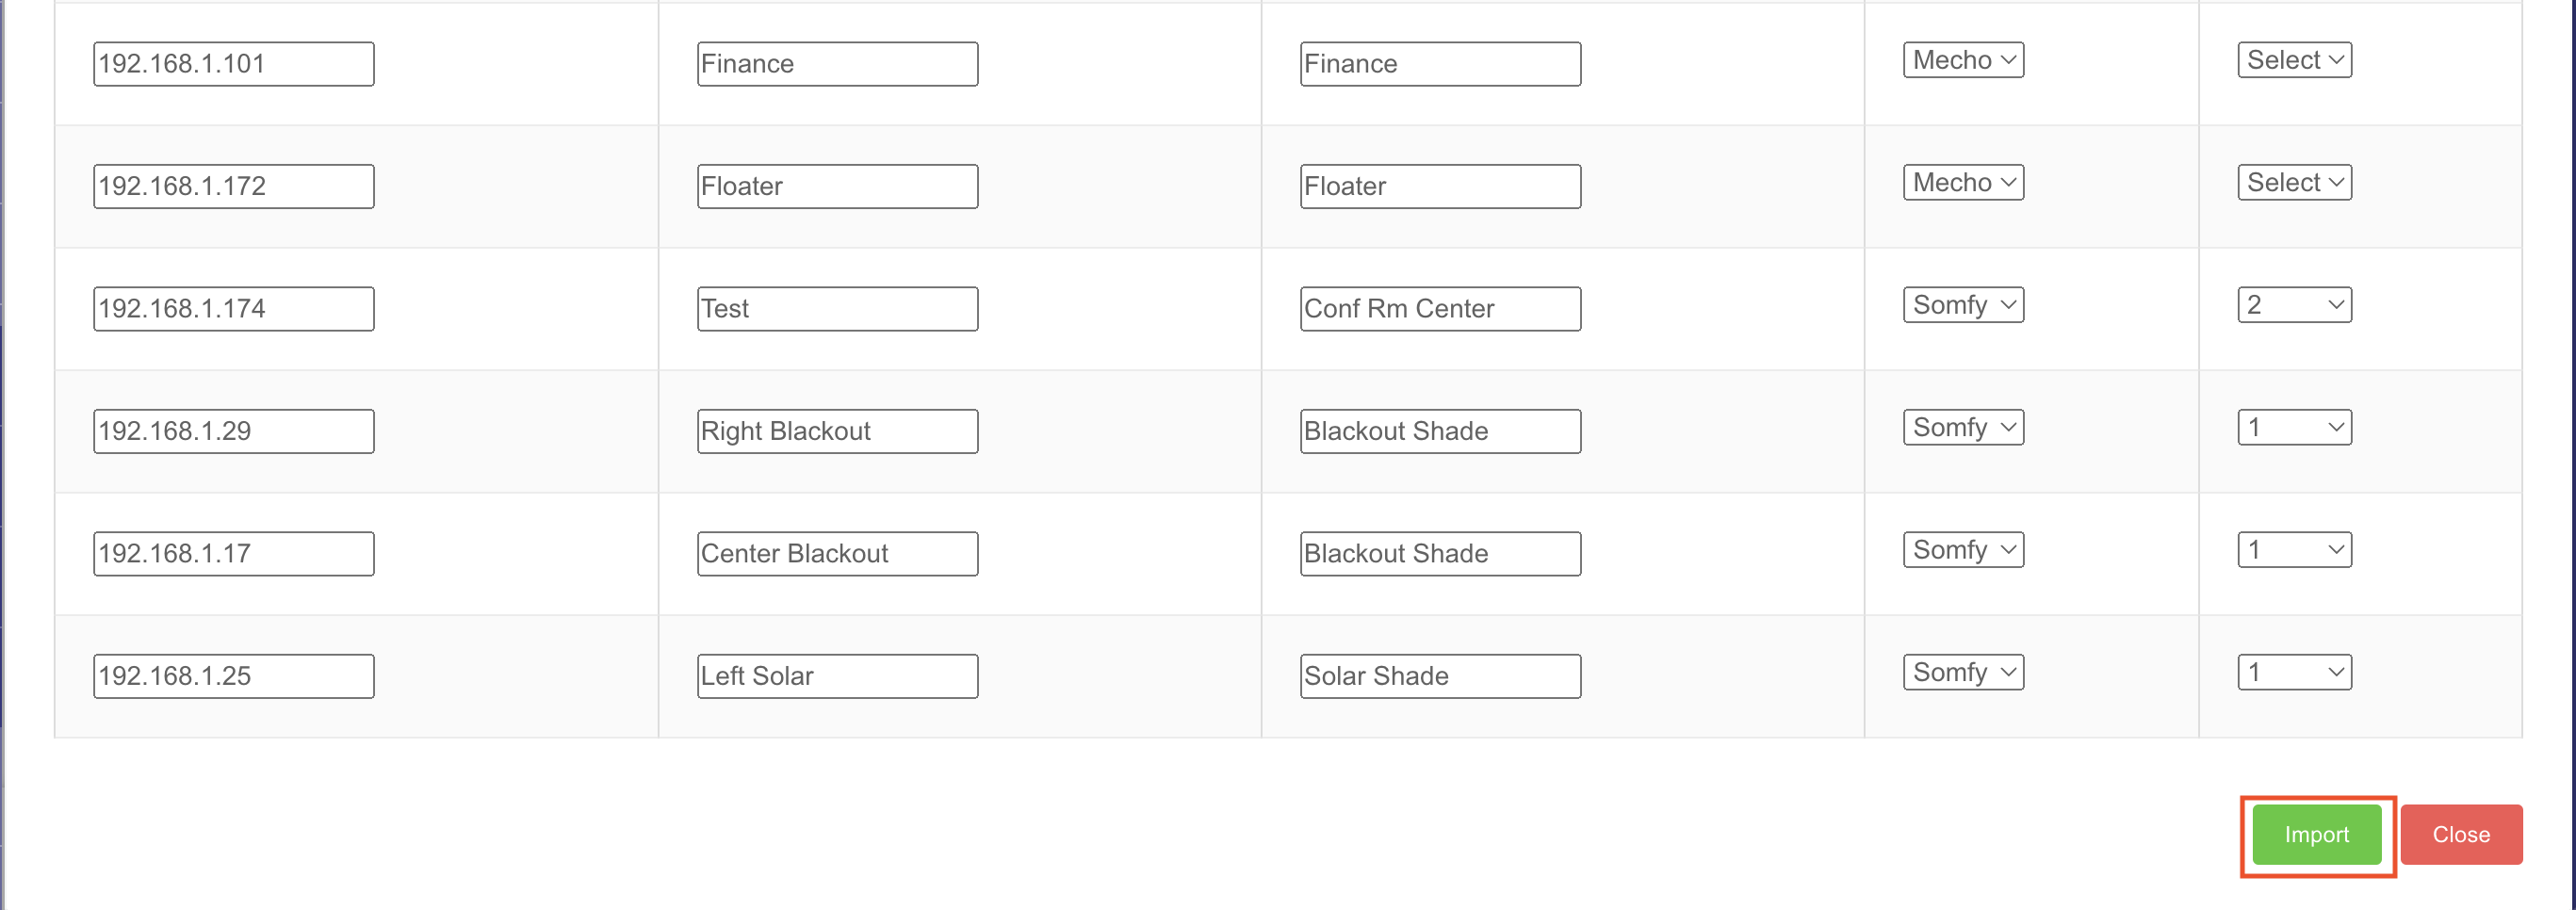 192.168.1.101 Finance Finance Mecho Select
192.168.1.172 Floater Floater Mecho Select
192.168.1.174 Test Conf Rm Center Somfy 2
192.168.1.29 Right Blackout Blackout Shade Somfy 1
192.168.1.17 Center Blackout Blackout Shade Somfy 1
192.168.1.25 Left Solar Solar Shade Somfy 1
Import Close